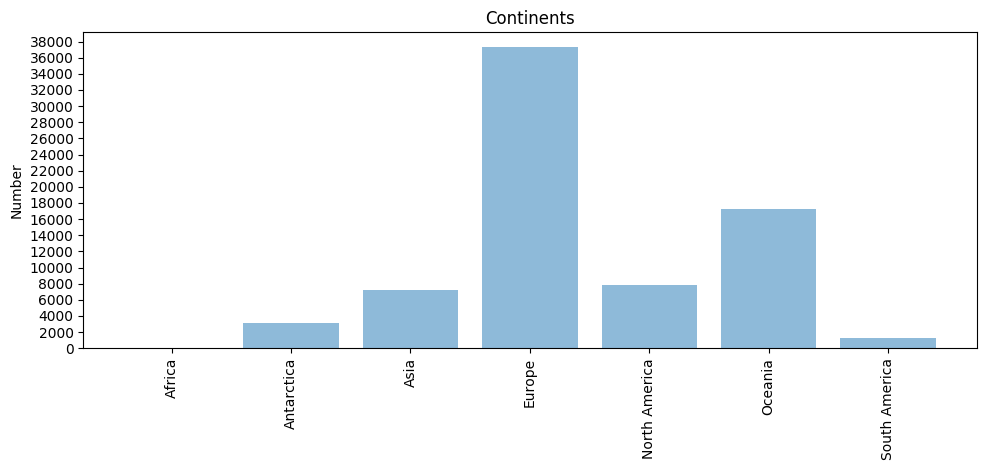 Continents
Number
38000
36000
34000
32000
30000
28000
26000
24000
22000
20000
18000
16000
14000
12000
10000
8000
6000
4000
2000
0
Africa
Antarctica
Asia
Europe
North America
Oceania
South America